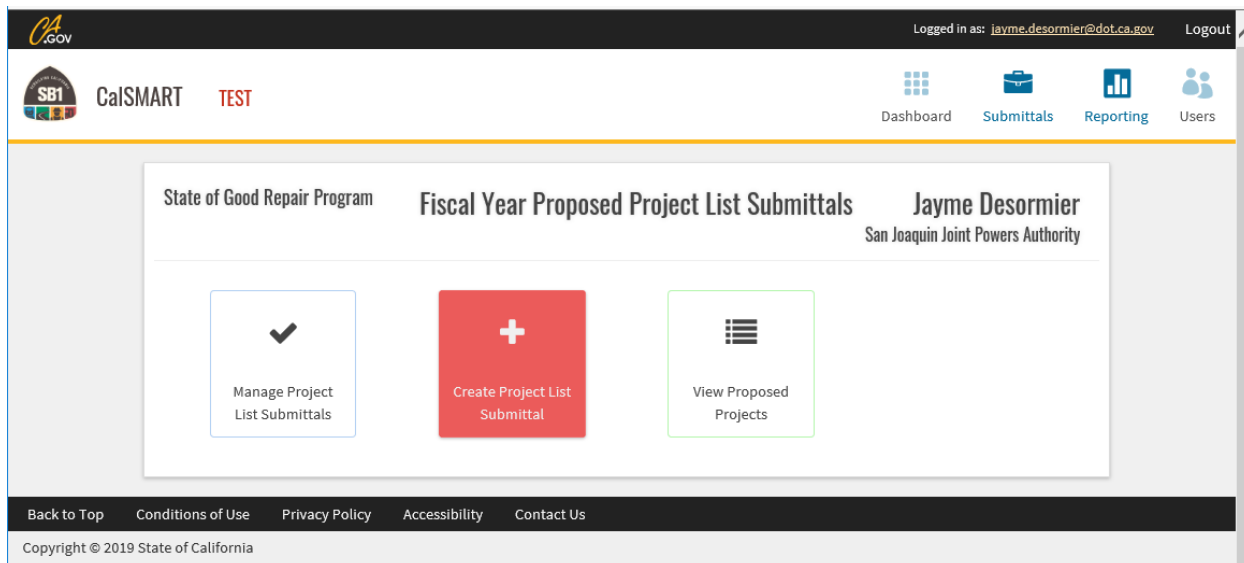 CA.GOV
Logged in as: jayme.desormier@dot.ca.gov Logout
SB1
CalSMART TEST
Dashboard Submittals Reporting Users
State of Good Repair Program
Fiscal Year Proposed Project List Submittals
Jayme Desormier
San Joaquin Joint Powers Authority
Manage Project
List Submittals
Create Project List
Submittal
View Proposed
Projects
Back to Top Conditions of Use Privacy Policy Accessibility Contact Us
Copyright © 2019 State of California